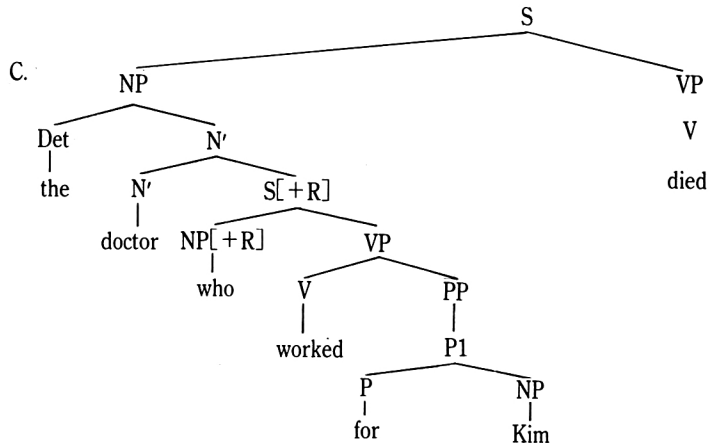 S
C.
NP VP
Det N′ V
the N′ S[+R] died
doctor NP[+R] VP
who V PP
worked P1
P NP
for Kim